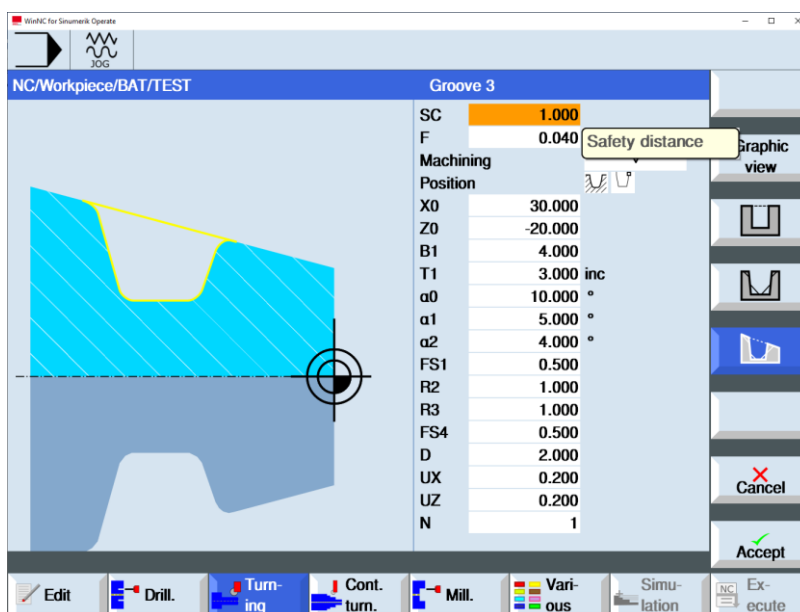 WinNC for Sinumerik Operate
JOG
NC/Workpiece/BAT/TEST
Groove 3
SC 1.000
F 0.040
Safety distance
Machining
Position
X0 30.000
Z0 -20.000
B1 4.000
T1 3.000 inc
α0 10.000 °
α1 5.000 °
α2 4.000 °
FS1 0.500
R2 1.000
R3 1.000
FS4 0.500
D 2.000
UX 0.200
UZ 0.200
N 1
Graphic
view
Cancel
Accept
Edit
Drill.
Turn-
ing
Cont.
turn.
Mill.
Vari-
ous
Simu-
lation
NC
Ex-
ecute